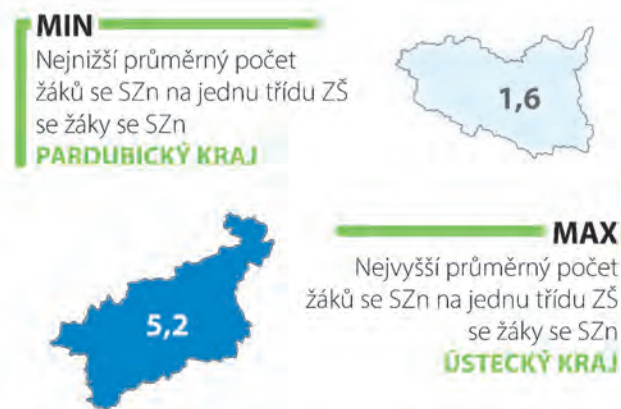 MIN
Nejnižší průměrný počet
žáků se SZn na jednu třídu ZŠ
se žáky se SZn
PARDUBICKÝ KRAJ
1,6
5,2
MAX
Nejvyšší průměrný počet
žáků se SZn na jednu třídu ZŠ
se žáky se SZn
ÚSTECKÝ KRAJ